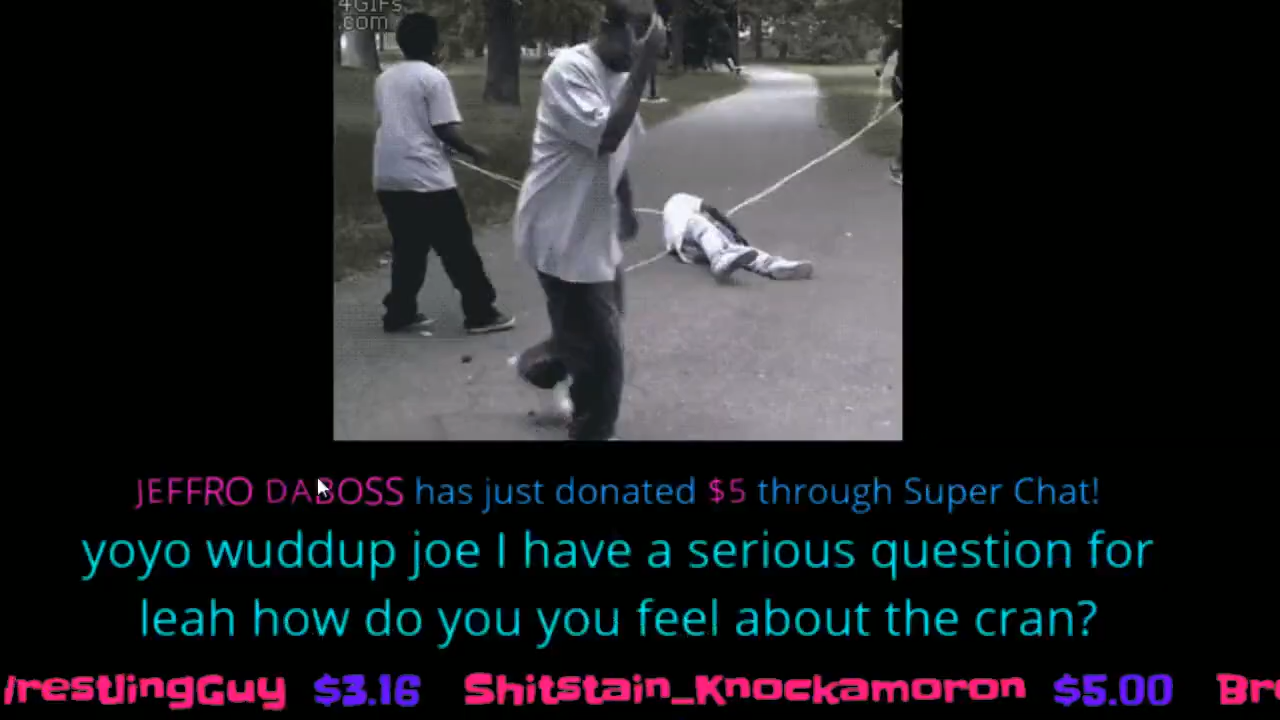 4GIFs
.com
JEFFRO DABOSS has just donated $5 through Super Chat!
yoyo wuddup joe I have a serious question for
leah how do you you feel about the cran?
restlingGuy $3.16 Shitstain_Knockamoron $5.00 Br